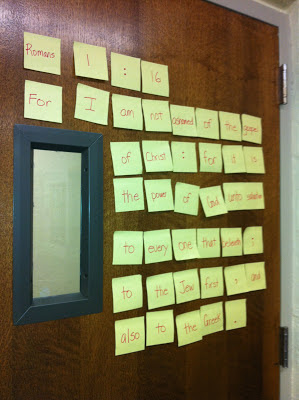 Romans 1 : 16
For I am not ashamed of the gospel
of Christ : for it is
the power of God unto salvation
to every one that believeth ;
to the Jew first , and
also to the Greek .